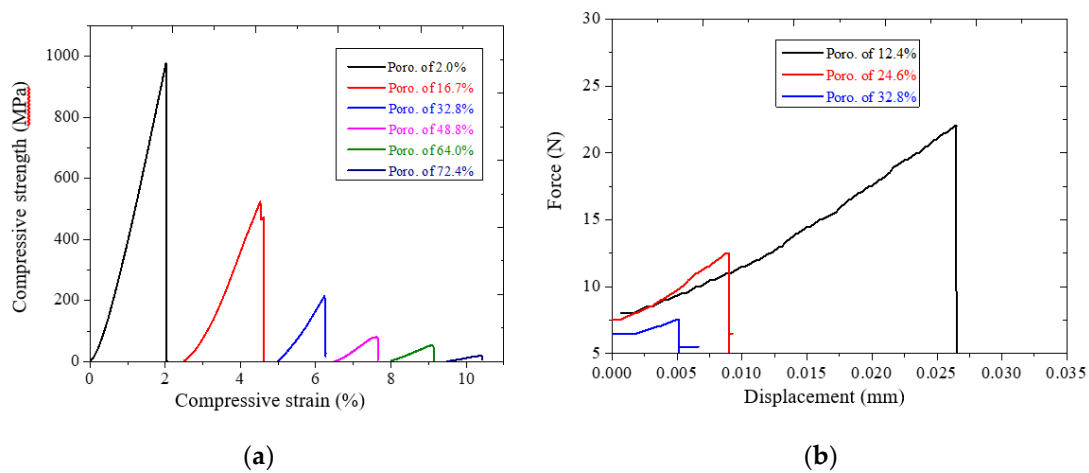 1000
800
600
400
200
0
Compressive strength (MPa)
0 2 4 6 8 10
Compressive strain (%)
Poro. of 2.0%
Poro. of 16.7%
Poro. of 32.8%
Poro. of 48.8%
Poro. of 64.0%
Poro. of 72.4%
(a)
30
25
20
15
10
5
Force (N)
0.000 0.005 0.010 0.015 0.020 0.025 0.030 0.035
Displacement (mm)
Poro. of 12.4%
Poro. of 24.6%
Poro. of 32.8%
(b)